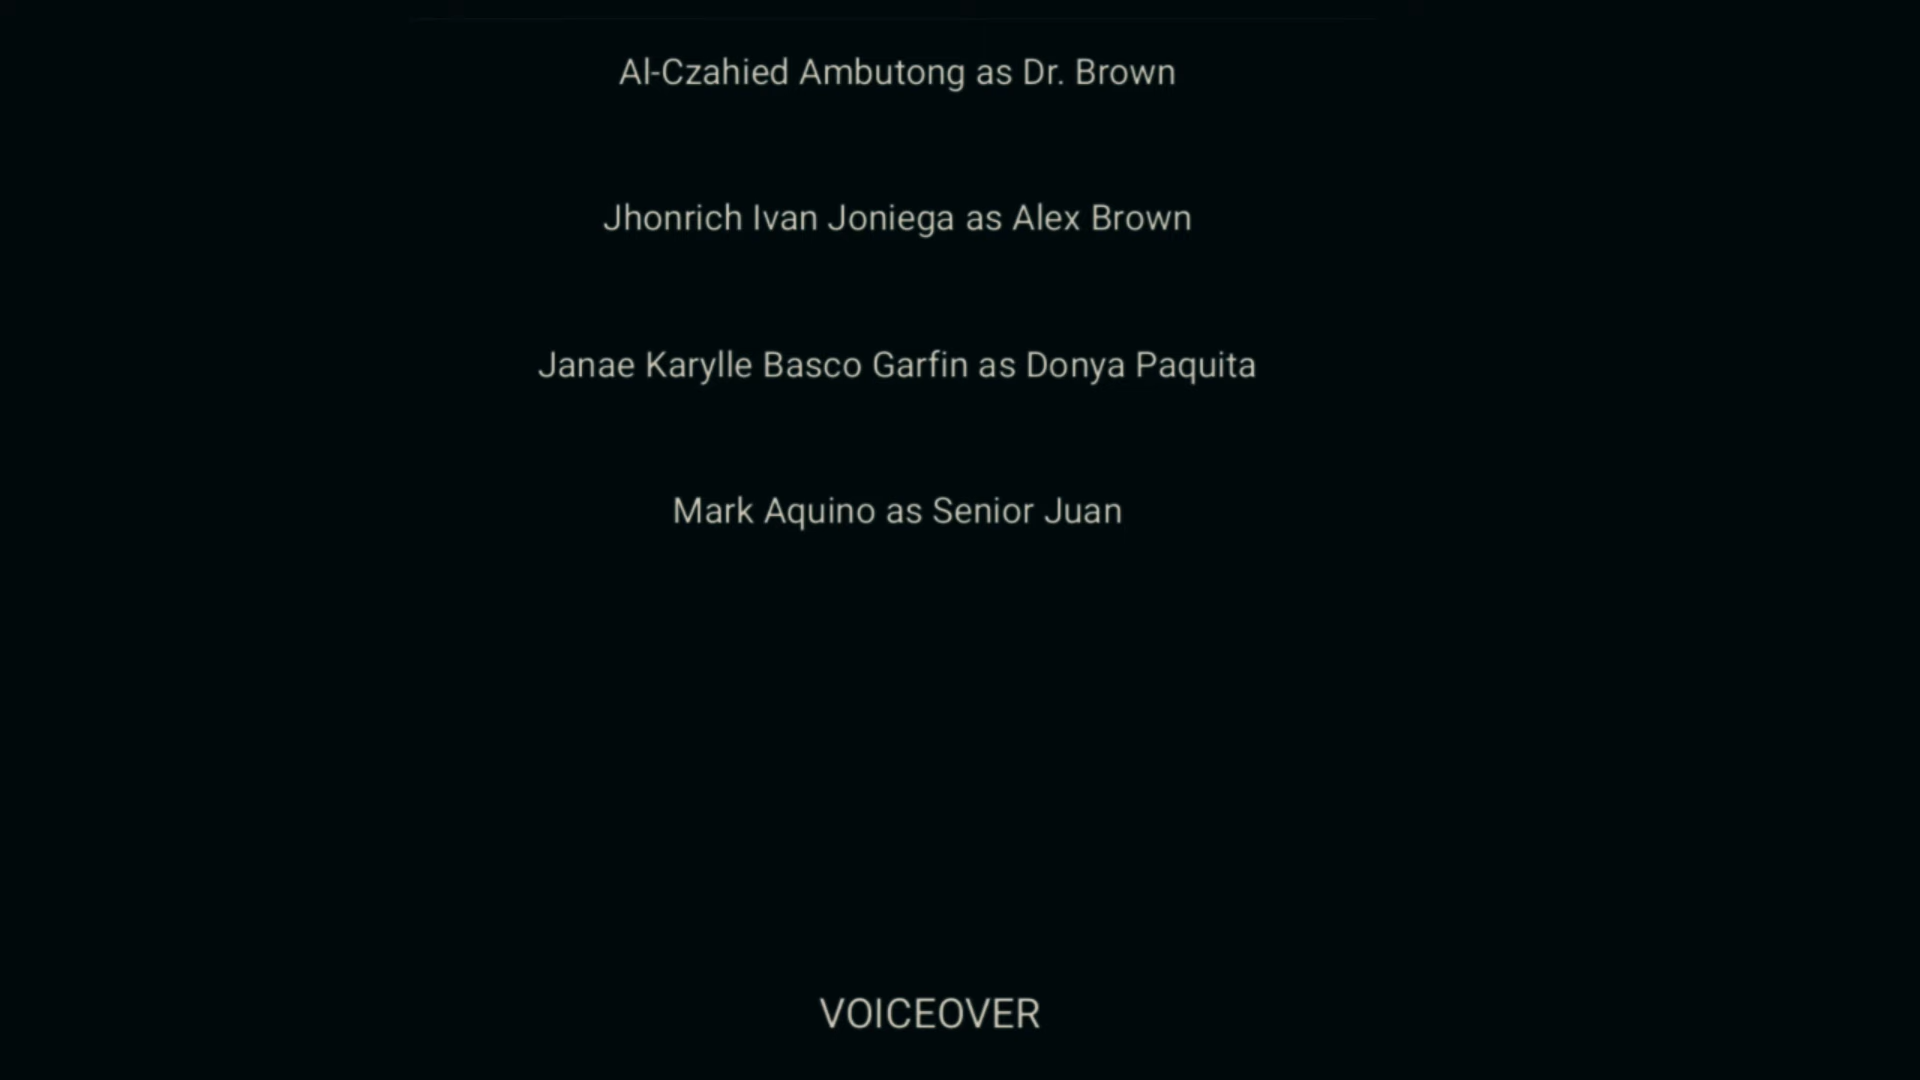 Al-Czahied Ambutong as Dr. Brown
Jhonrich Ivan Joniega as Alex Brown
Janae Karylle Basco Garfin as Donya Paquita
Mark Aquino as Senior Juan
VOICEOVER